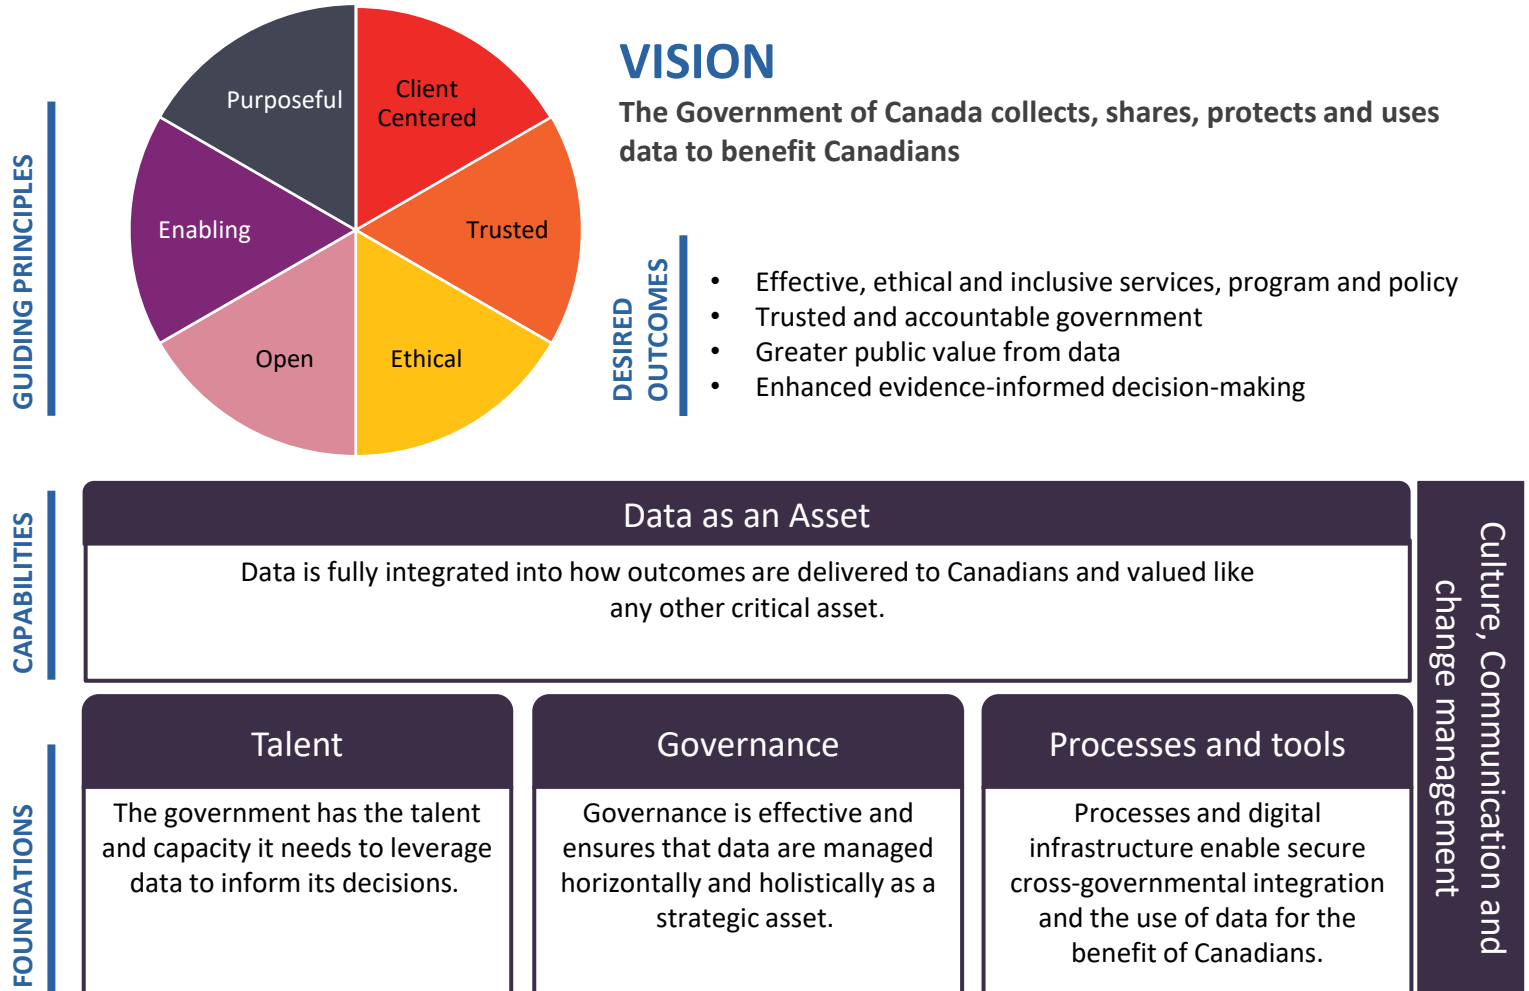 GUIDING PRINCIPLES
Purposeful
Client
Centered
Enabling
Trusted
Open
Ethical
VISION
The Government of Canada collects, shares, protects and uses
data to benefit Canadians
DESIRED
OUTCOMES
• Effective, ethical and inclusive services, program and policy
• Trusted and accountable government
• Greater public value from data
• Enhanced evidence-informed decision-making
CAPABILITIES
Data as an Asset
Data is fully integrated into how outcomes are delivered to Canadians and valued like
any other critical asset.
FOUNDATIONS
Talent
The government has the talent
and capacity it needs to leverage
data to inform its decisions.
Governance
Governance is effective and
ensures that data are managed
horizontally and holistically as a
strategic asset.
Processes and tools
Processes and digital
infrastructure enable secure
cross-governmental integration
and the use of data for the
benefit of Canadians.
Culture, Communication and
change management